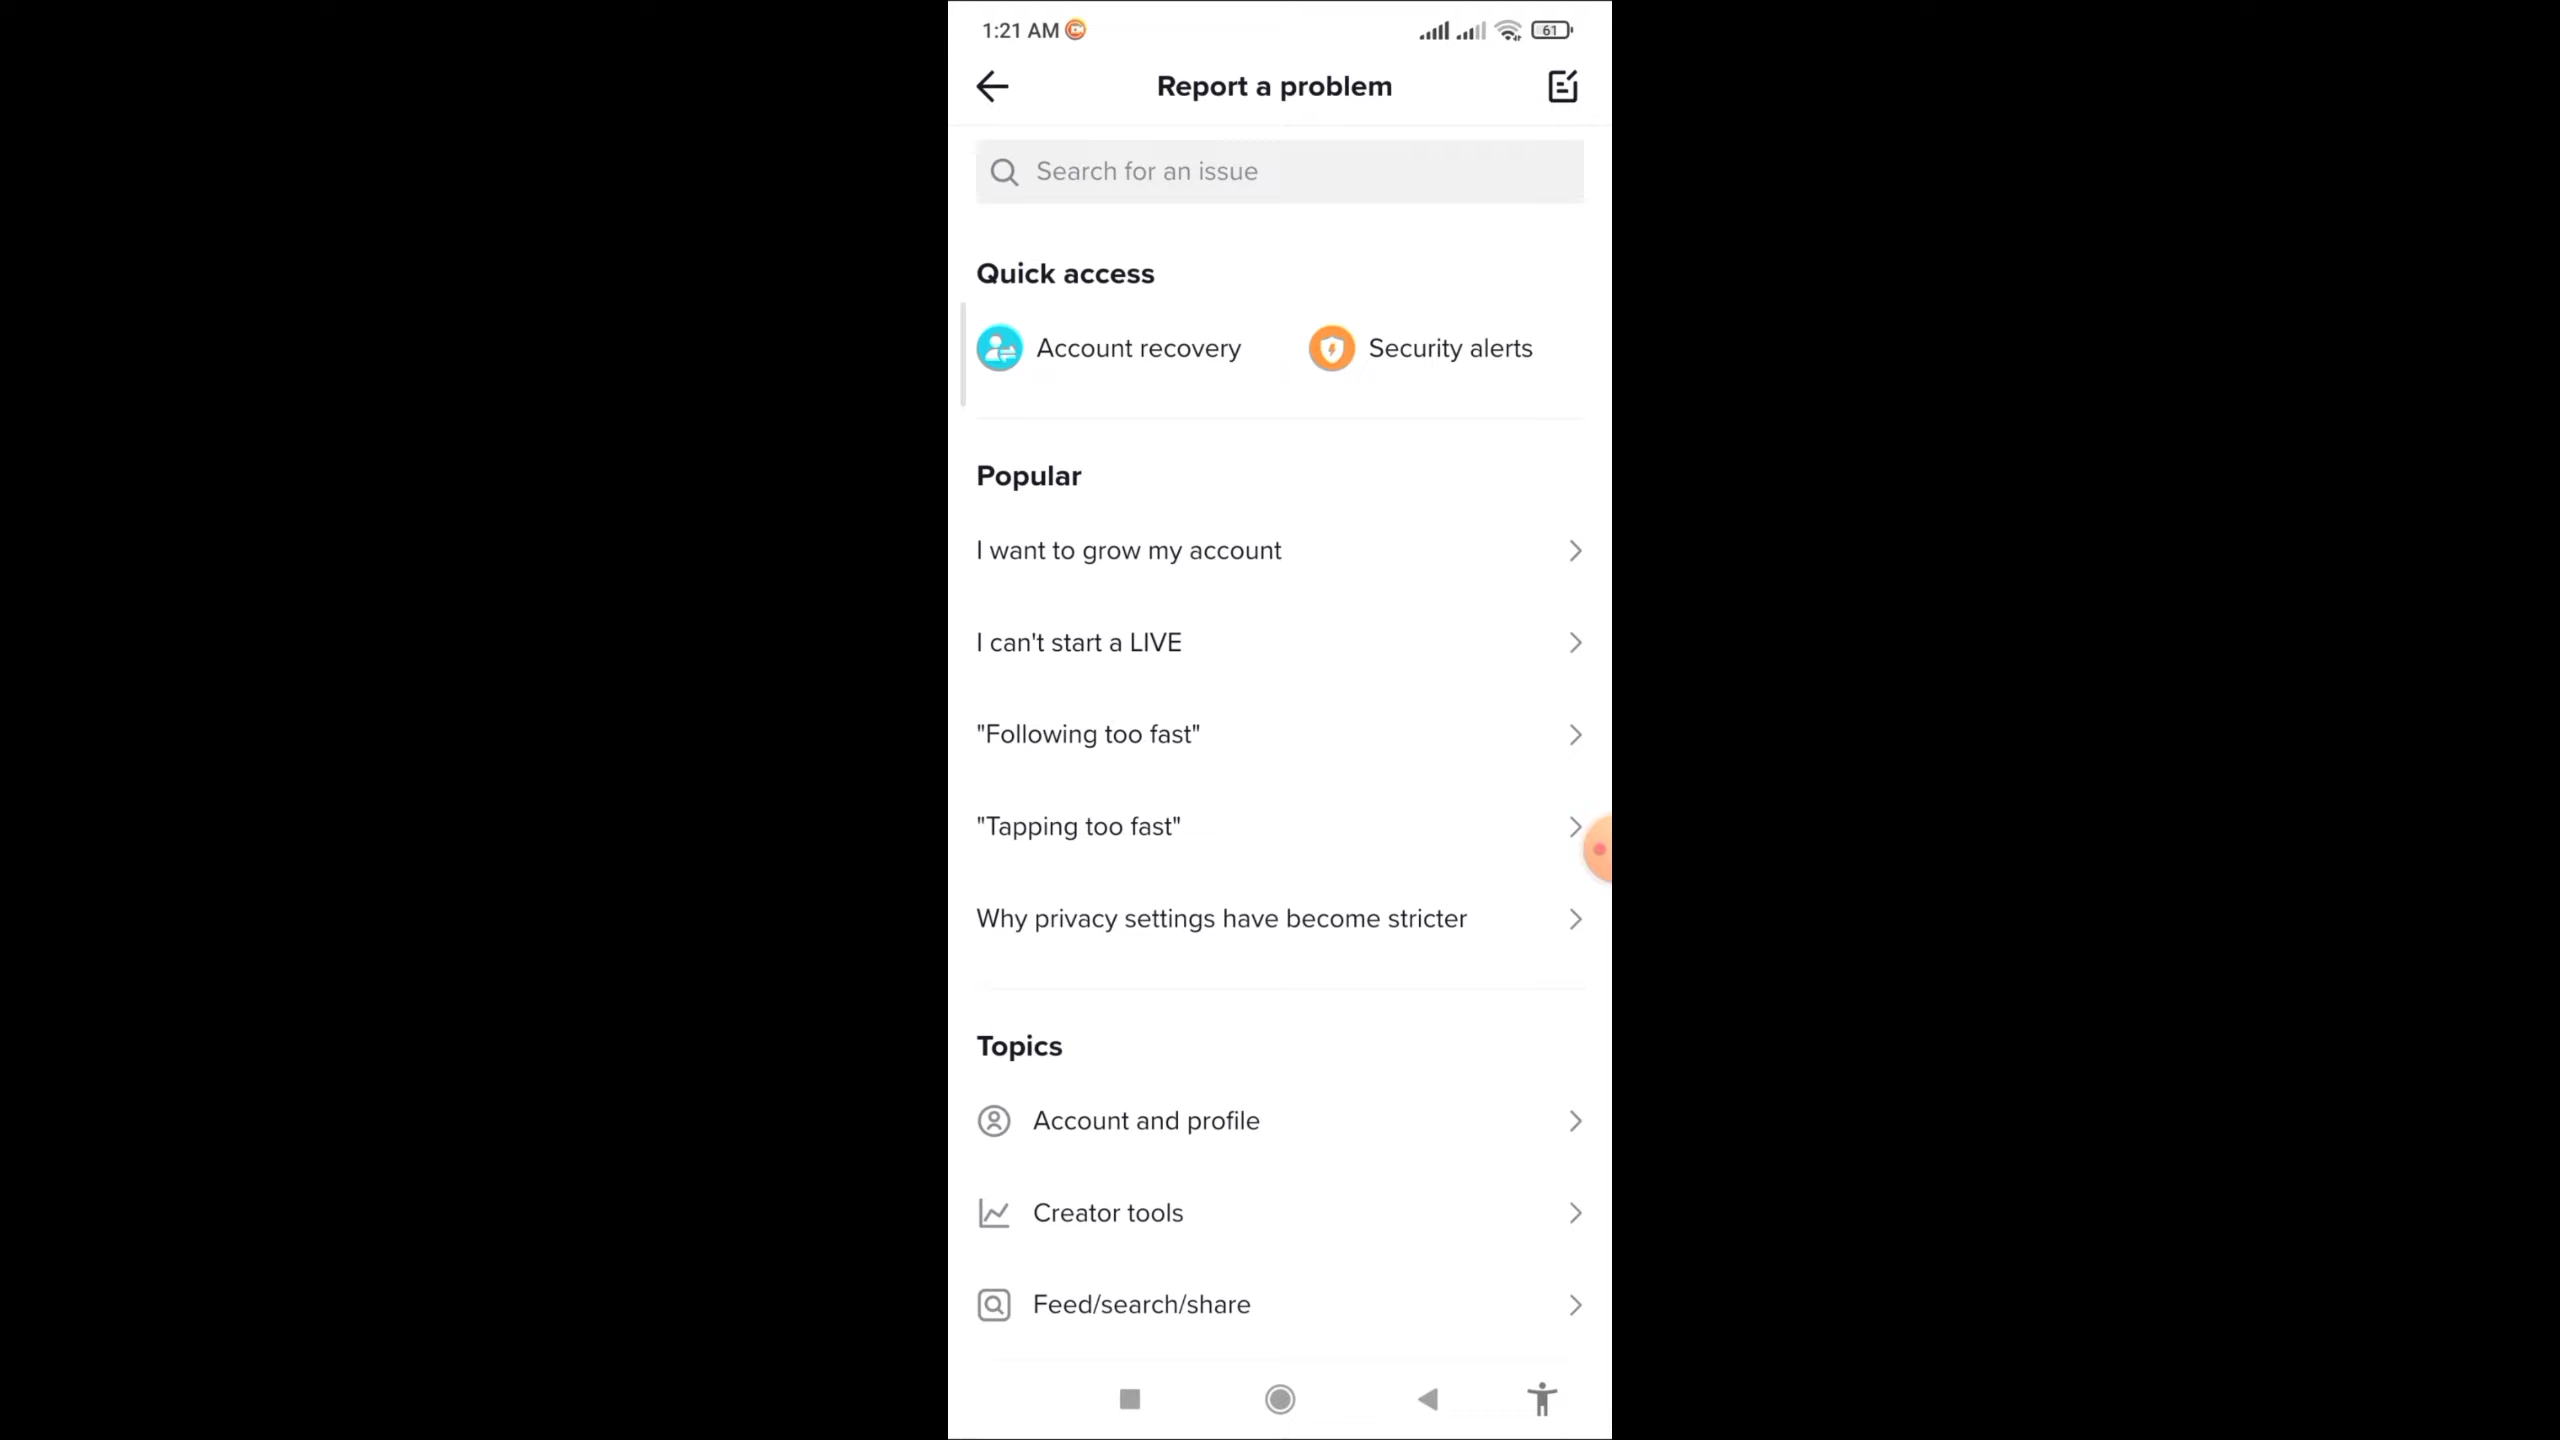 1:21 AM
61
Report a problem
Search for an issue
Quick access
Account recovery
Security alerts
Popular
I want to grow my account
I can't start a LIVE
"Following too fast"
"Tapping too fast"
Why privacy settings have become stricter
Topics
Account and profile
Creator tools
Feed/search/share